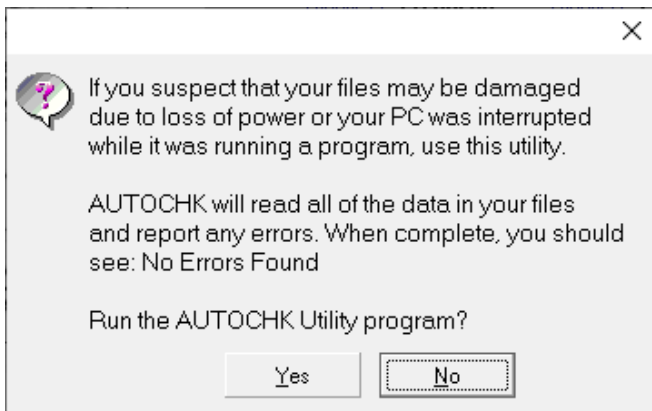 If you suspect that your files may be damaged
due to loss of power or your PC was interrupted
while it was running a program, use this utility.
AUTOCHK will read all of the data in your files
and report any errors. When complete, you should
see: No Errors Found
Run the AUTOCHK Utility program?
Yes No